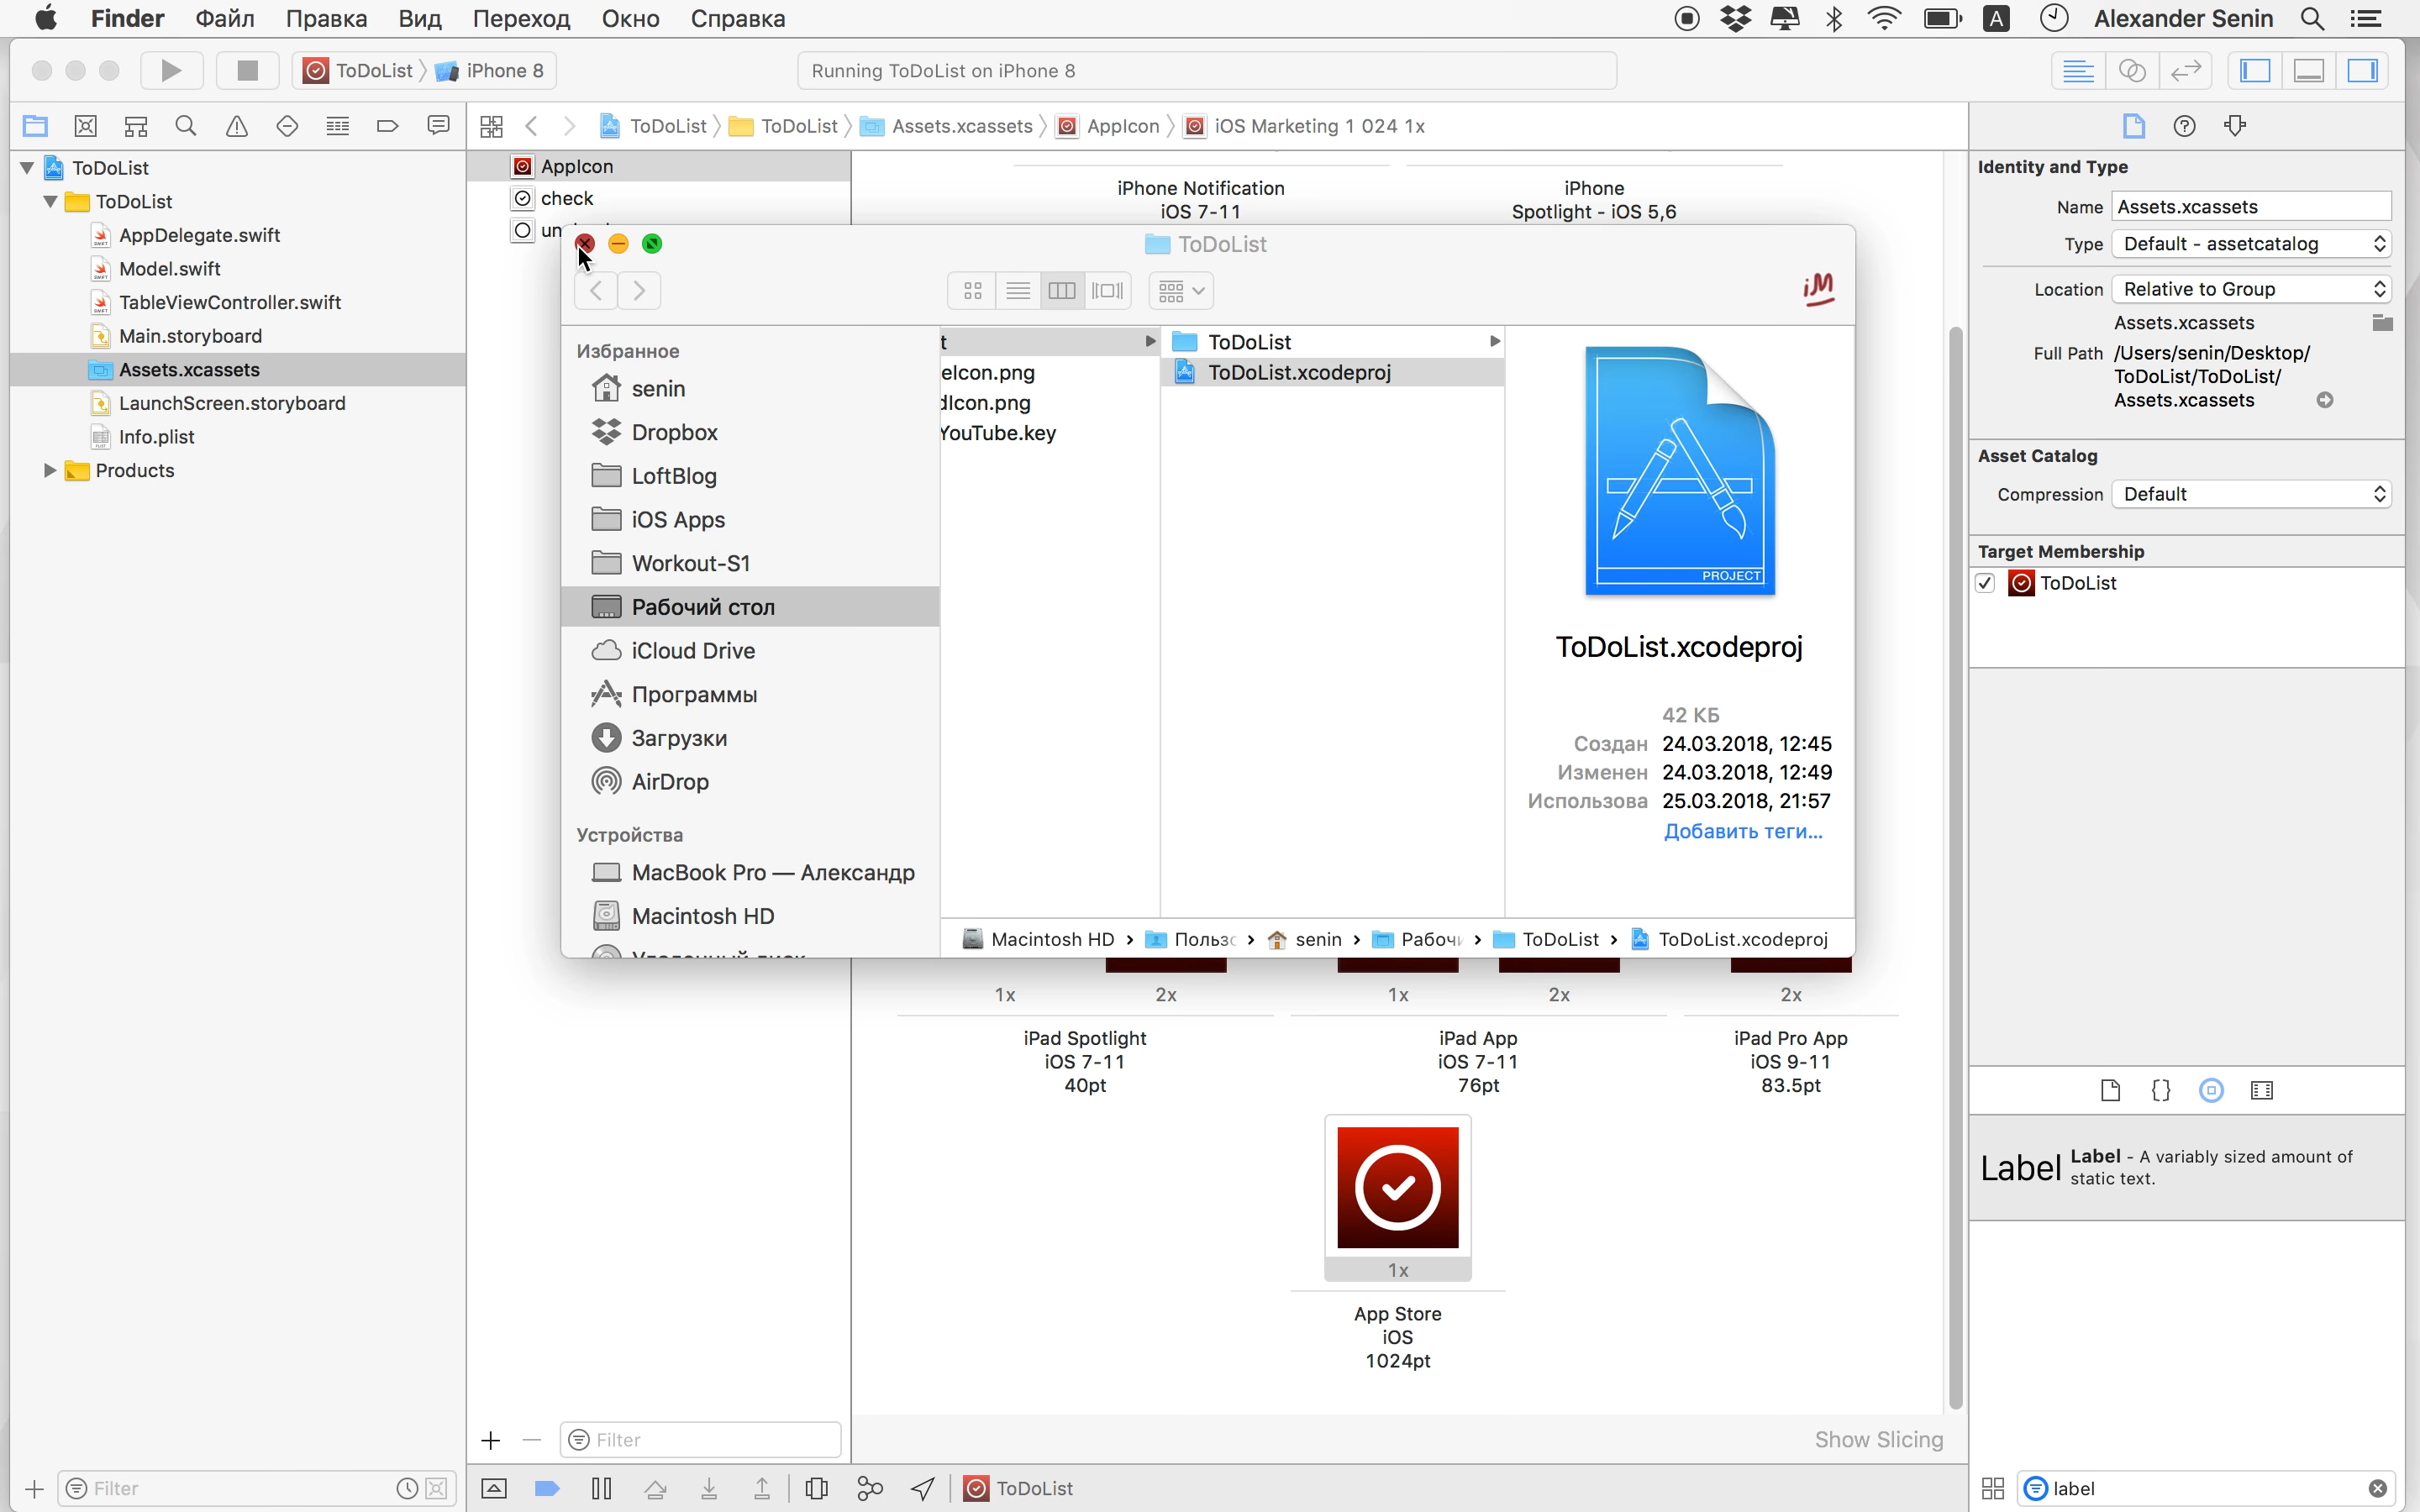 Finder Файл Правка Вид Переход Окно Справка
A Alexander Senin
ToDoList iPhone 8
Running ToDoList on iPhone 8
ToDoList ToDoList Assets.xcassets AppIcon iOS Marketing 1 024 1x
ToDoList
ToDoList
AppDelegate.swift
Model.swift
TableViewController.swift
Main.storyboard
Assets.xcassets
LaunchScreen.storyboard
Info.plist
Products
Filter
AppIcon
check
un
Filter
iPhone Notification
iOS 7-11
iPhone
Spotlight - iOS 5,6
ToDoList
iM
Избранное
senin
Dropbox
LoftBlog
iOS Apps
Workout-S1
Рабочий стол
iCloud Drive
Программы
Загрузки
AirDrop
Устройства
MacBook Pro — Александр
Macintosh HD
t
eIcon.png
dIcon.png
YouTube.key
ToDoList
ToDoList.xcodeproj
PROJECT
ToDoList.xcodeproj
42 КБ
Создан 24.03.2018, 12:45
Изменен 24.03.2018, 12:49
Использова 25.03.2018, 21:57
Добавить теги...
Macintosh HD › Польз › senin › Рабоч › ToDoList › ToDoList.xcodeproj
1x 2x 1x 2x 2x
iPad Spotlight
iOS 7-11
40pt
iPad App
iOS 7-11
76pt
iPad Pro App
iOS 9-11
83.5pt
1x
App Store
iOS
1024pt
Show Slicing
ToDoList
Identity and Type
Name Assets.xcassets
Type Default - assetcatalog
Location Relative to Group
Assets.xcassets
Full Path /Users/senin/Desktop/
ToDoList/ToDoList/
Assets.xcassets
Asset Catalog
Compression Default
Target Membership
ToDoList
{}
Label Label - A variably sized amount of
static text.
label